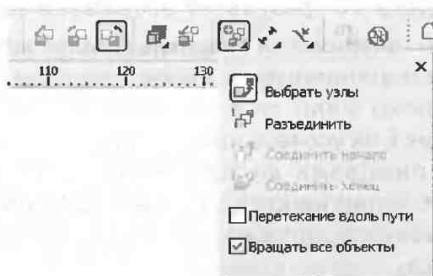 110 120 130
Выбрать узлы
Разъединить
Соединить начало
Соединить конец
Перетекание вдоль пути
Вращать все объекты